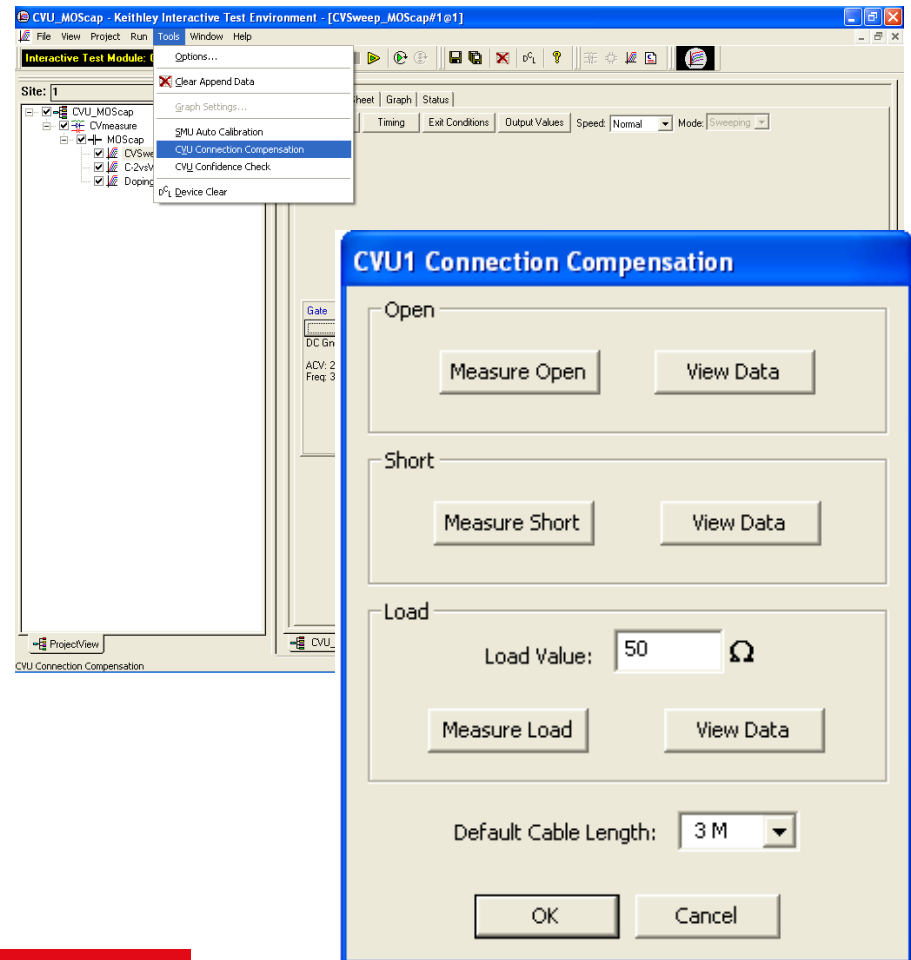 CVU_MOScap - Keithley Interactive Test Environment - [CVSweep_MOScap#1@1]
File View Project Run Tools Window Help
Interactive Test Module:
Options...
Clear Append Data
Graph Settings...
SMU Auto Calibration
CVU Connection Compensation
CVU Confidence Check
Device Clear
Site: 1
CVU_MOScap
CVmeasure
MOScap
CVSwe
C-2vsV
Doping
heet Graph Status
Timing Exit Conditions Output Values Speed: Normal Mode: Sweeping
Gate
DC Gn
ACV: 2
Freq: 3
ProjectView
CVU_
CVU Connection Compensation
CVU1 Connection Compensation
Open
Measure Open View Data
Short
Measure Short View Data
Load
Load Value: 50 Ω
Measure Load View Data
Default Cable Length: 3 M
OK Cancel